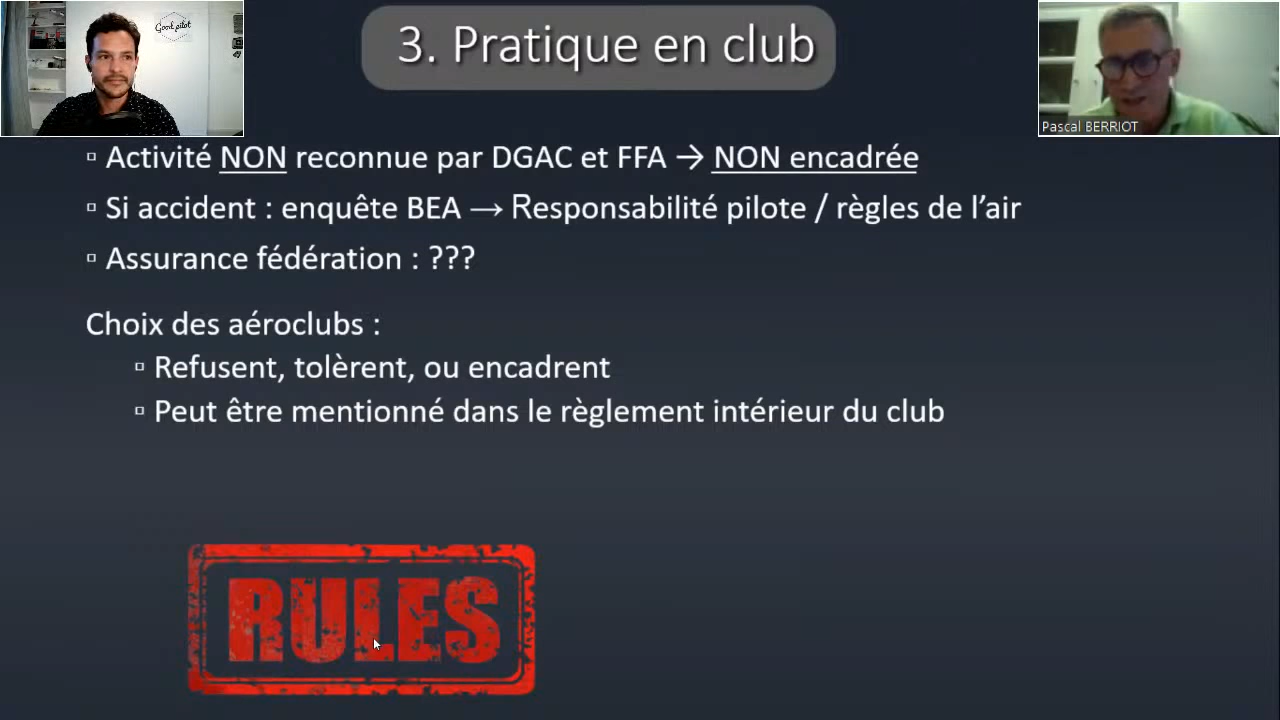 Good pilot
3. Pratique en club
Pascal BERRIOT
▫ Activité NON reconnue par DGAC et FFA → NON encadrée
▫ Si accident : enquête BEA → Responsabilité pilote / règles de l’air
▫ Assurance fédération : ???
Choix des aéroclubs :
▫ Refusent, tolèrent, ou encadrent
▫ Peut être mentionné dans le règlement intérieur du club
RULES